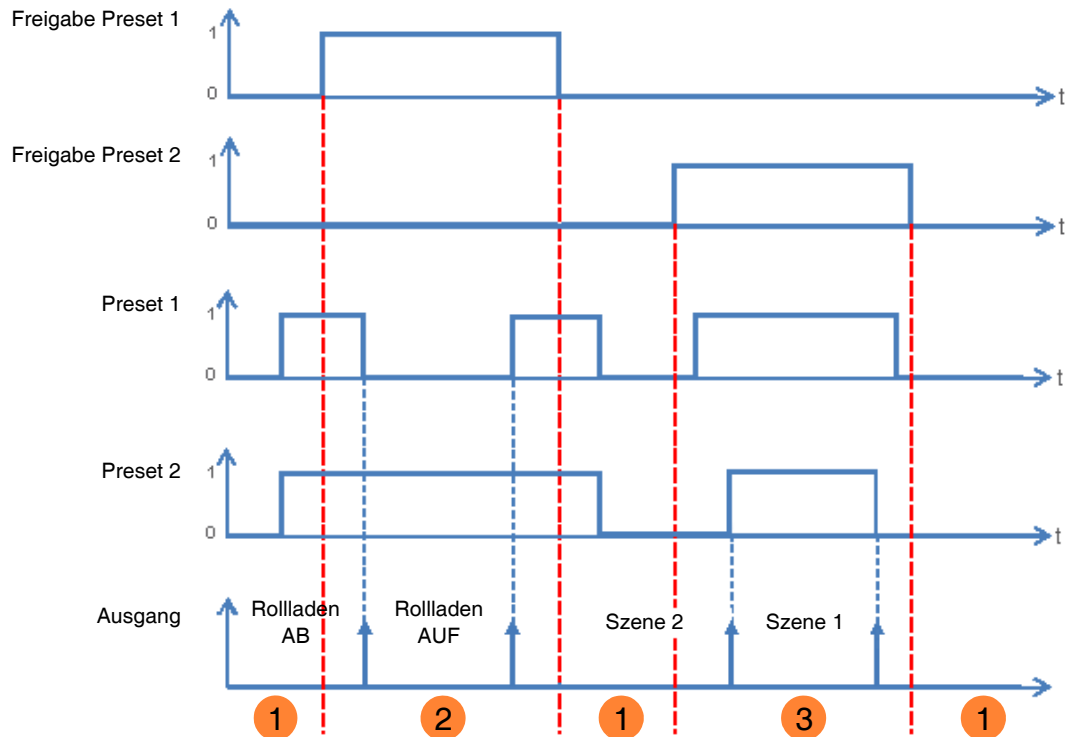 Freigabe Preset 1
1
0
t
Freigabe Preset 2
1
0
t
Preset 1
1
0
t
Preset 2
1
0
t
Ausgang
Rollladen
AB
Rollladen
AUF
Szene 2
Szene 1
1
2
1
3
1